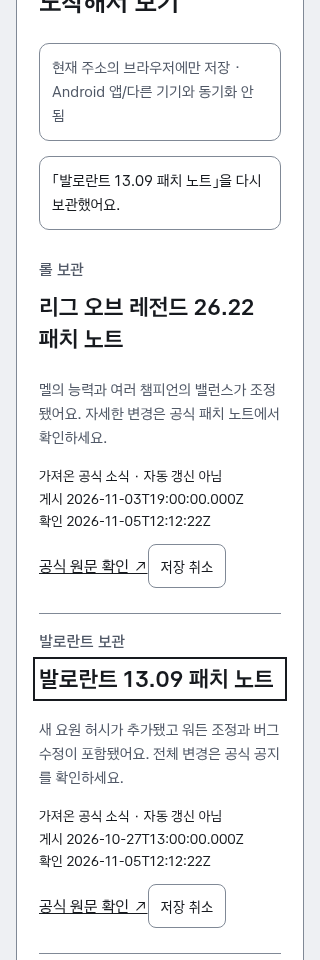 도착해서 보기
현재 주소의 브라우저에만 저장 ·
Android 앱/다른 기기와 동기화 안
됨
「발로란트 13.09 패치 노트」을 다시
보관했어요.
롤 보관
리그 오브 레전드 26.22
패치 노트
멜의 능력과 여러 챔피언의 밸런스가 조정
됐어요. 자세한 변경은 공식 패치 노트에서
확인하세요.
가져온 공식 소식 · 자동 갱신 아님
게시 2026-11-03T19:00:00.000Z
확인 2026-11-05T12:12:22Z
공식 원문 확인 ↗ 저장 취소
발로란트 보관
발로란트 13.09 패치 노트
새 요원 허시가 추가됐고 워든 조정과 버그
수정이 포함됐어요. 전체 변경은 공식 공지
를 확인하세요.
가져온 공식 소식 · 자동 갱신 아님
게시 2026-10-27T13:00:00.000Z
확인 2026-11-05T12:12:22Z
공식 원문 확인 ↗ 저장 취소